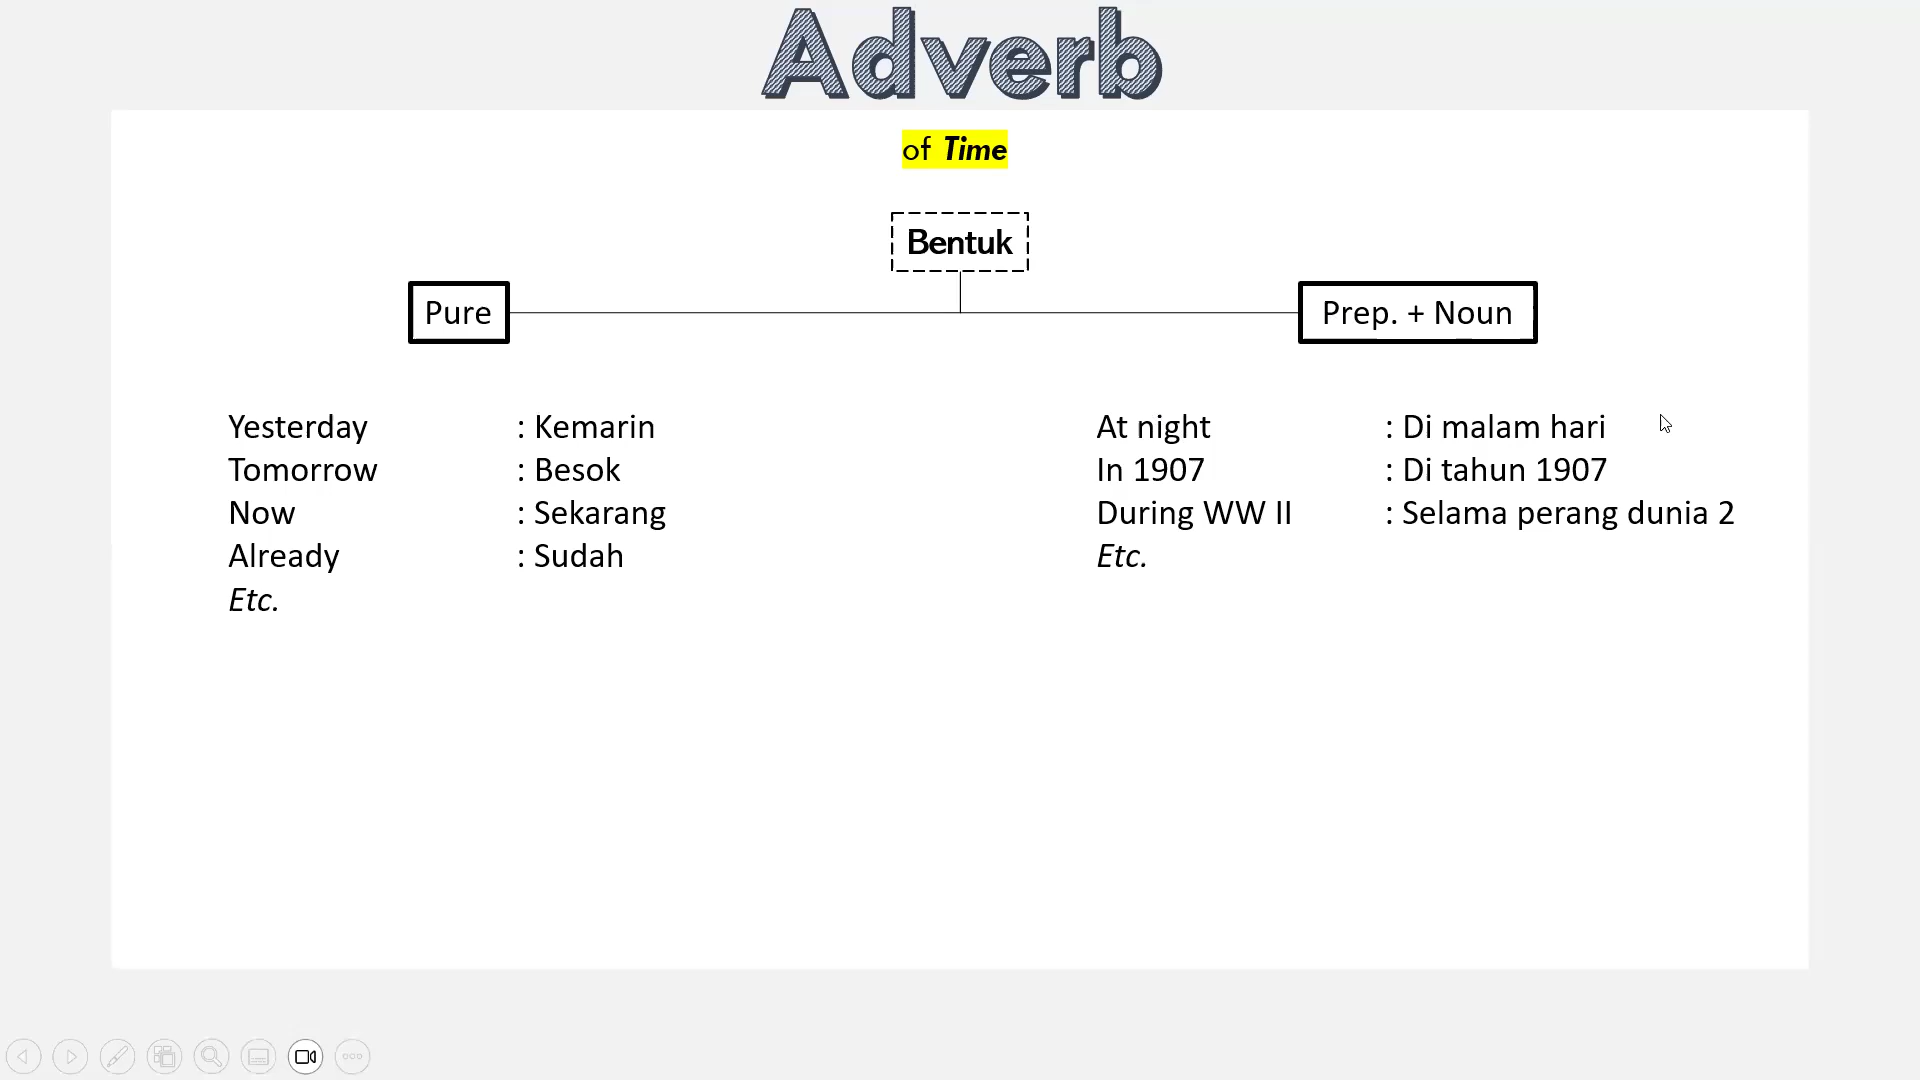 Adverb
of Time
Bentuk
Pure
Prep. + Noun
Yesterday : Kemarin
Tomorrow : Besok
Now : Sekarang
Already : Sudah
Etc.
At night : Di malam hari
In 1907 : Di tahun 1907
During WW II : Selama perang dunia 2
Etc.